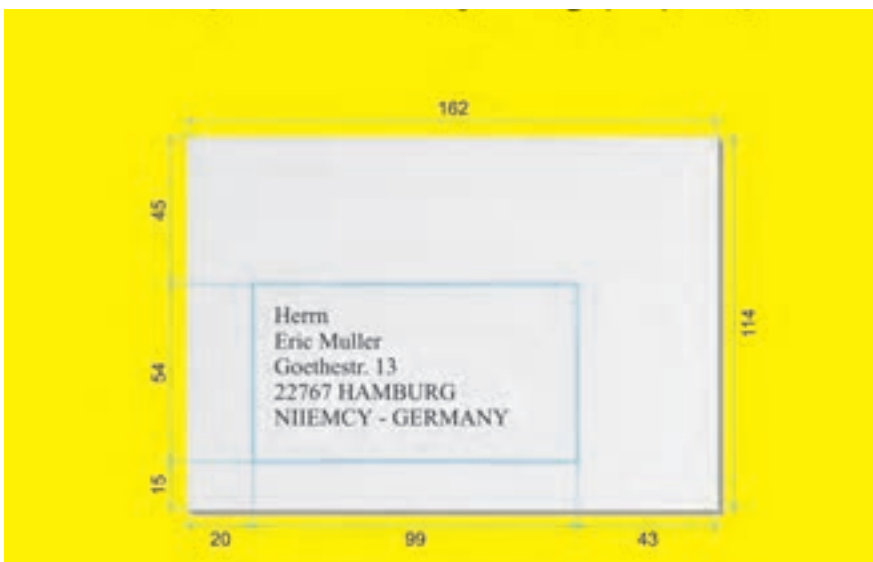 162
45
Herrn
Eric Muller
Goethestr. 13
22767 HAMBURG
NIIEMCY - GERMANY
54
114
15
20 99 43